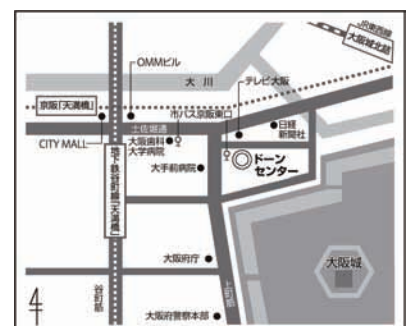 JR東西線
大阪城北詰
OMMビル
大川
テレビ大阪
京阪「天満橋」
市バス京阪東口
日経
新聞社
土佐堀通
CITY MALL
大阪歯科
大学病院
ドーン
センター
地下鉄谷町線「天満橋」
大手前病院
大阪城
大阪府庁
谷町筋
上町筋
大阪府警察本部
4